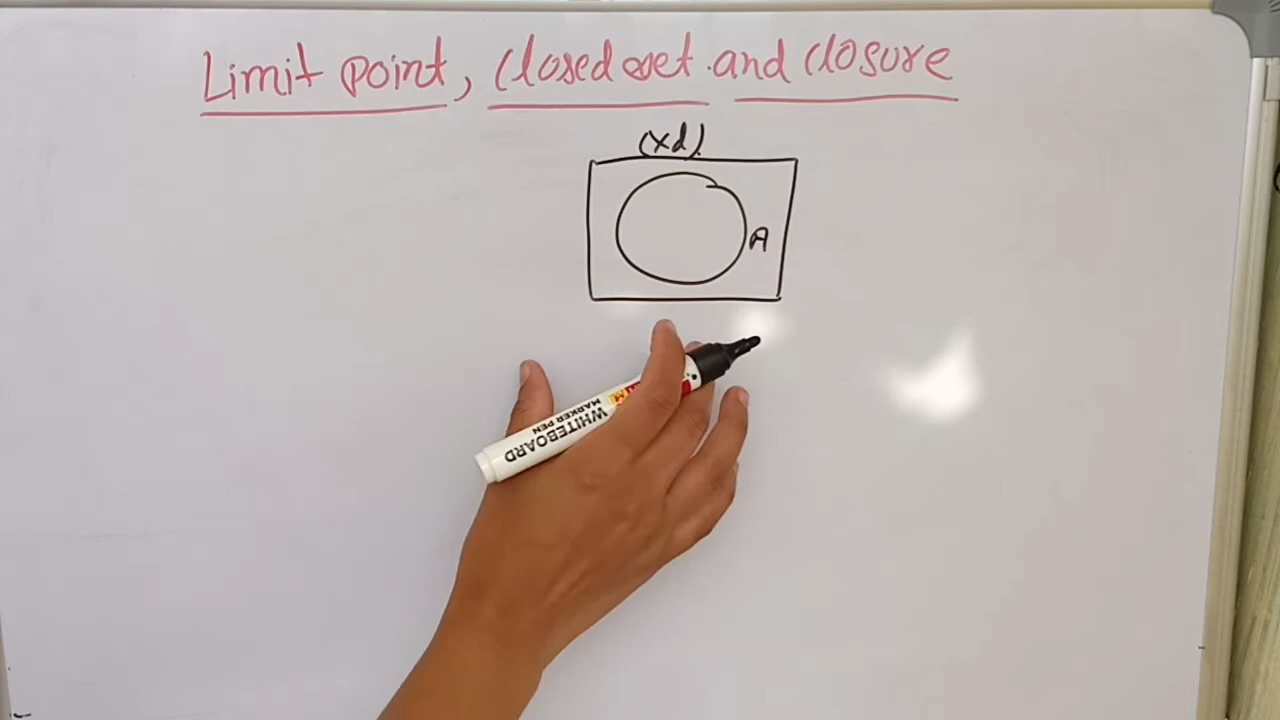 Limit point, closed set and closure
(X d).
A
WHITEBOARD
MARKER PEN